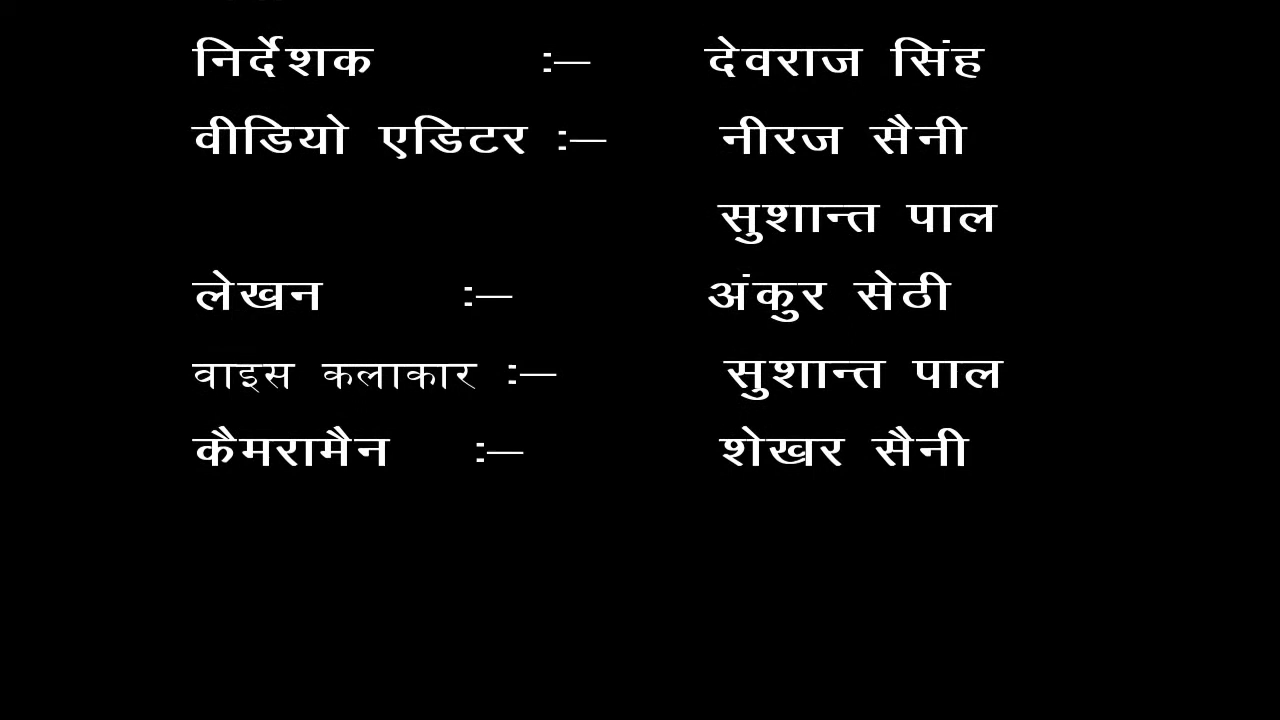 निर्देशक :— देवराज सिंह
वीडियो एडिटर :— नीरज सैनी
सुशान्त पाल
लेखन :— अंकुर सेठी
वाइस कलाकार :— सुशान्त पाल
कैमरामैन :— शेखर सैनी